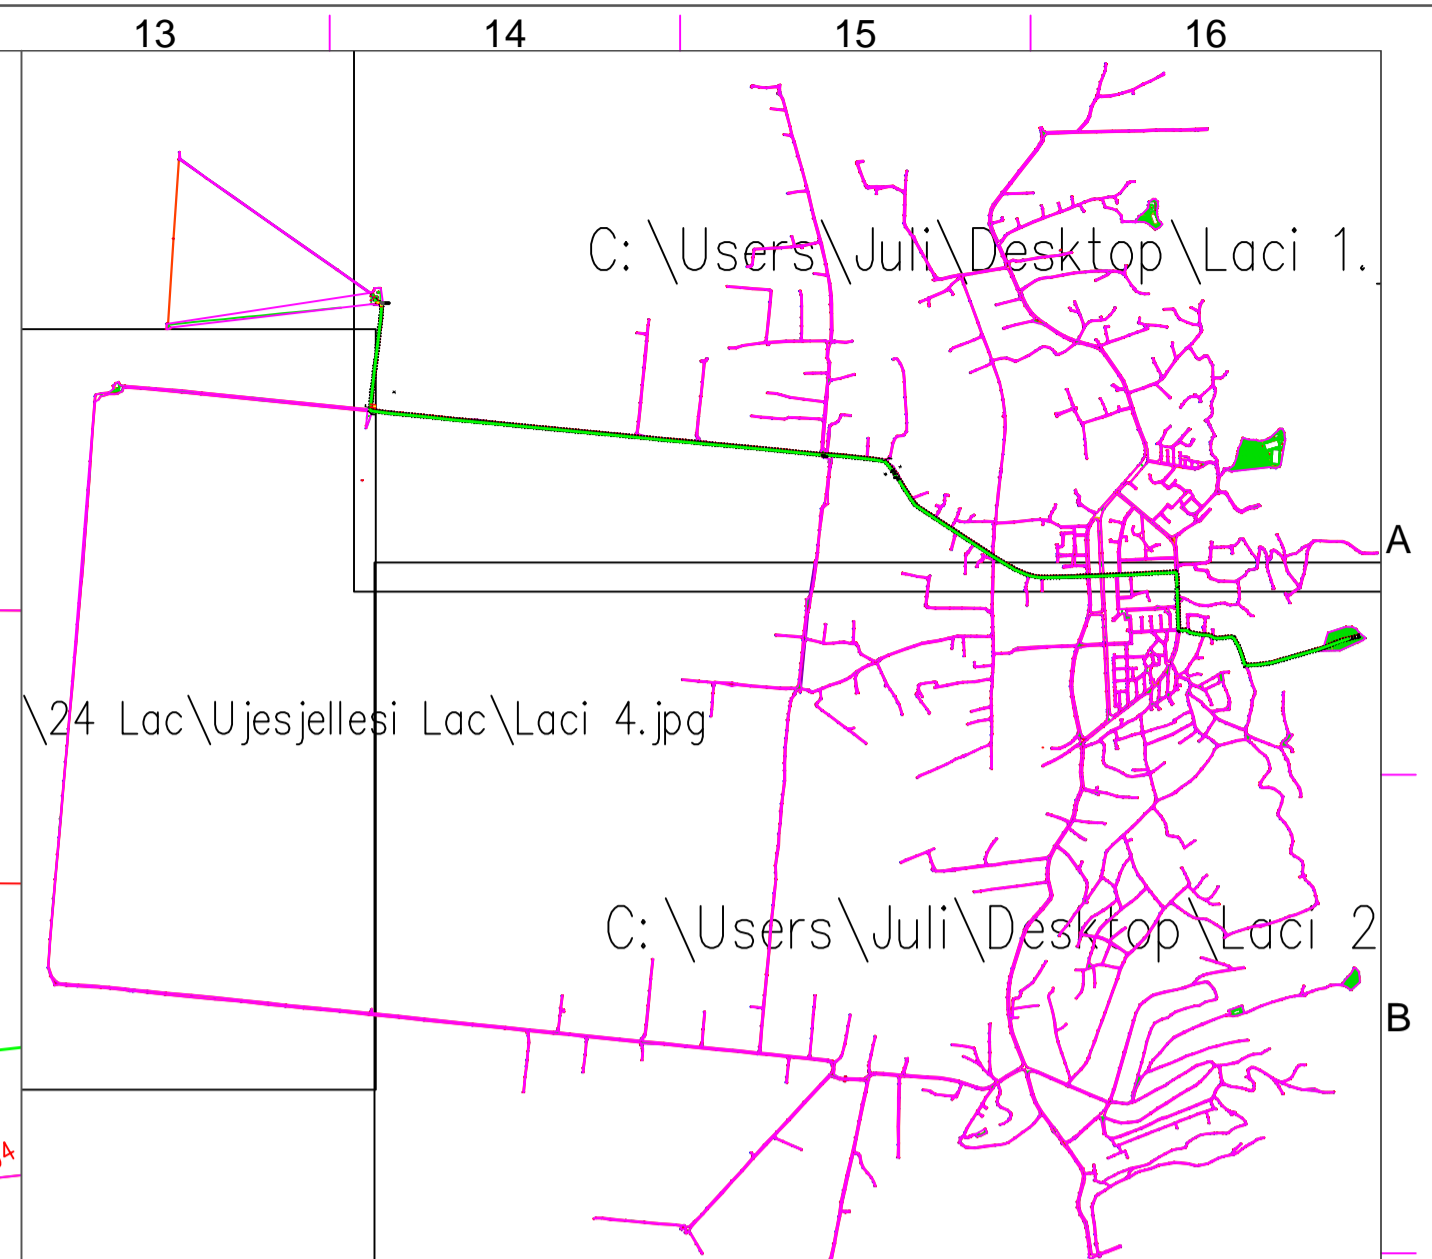 13 14 15 16
C:\Users\Juli\Desktop\Laci 1.
A
\24 Lac\Ujesjellesi Lac\Laci 4.jpg
C:\Users\Juli\Desktop\Laci 2
B